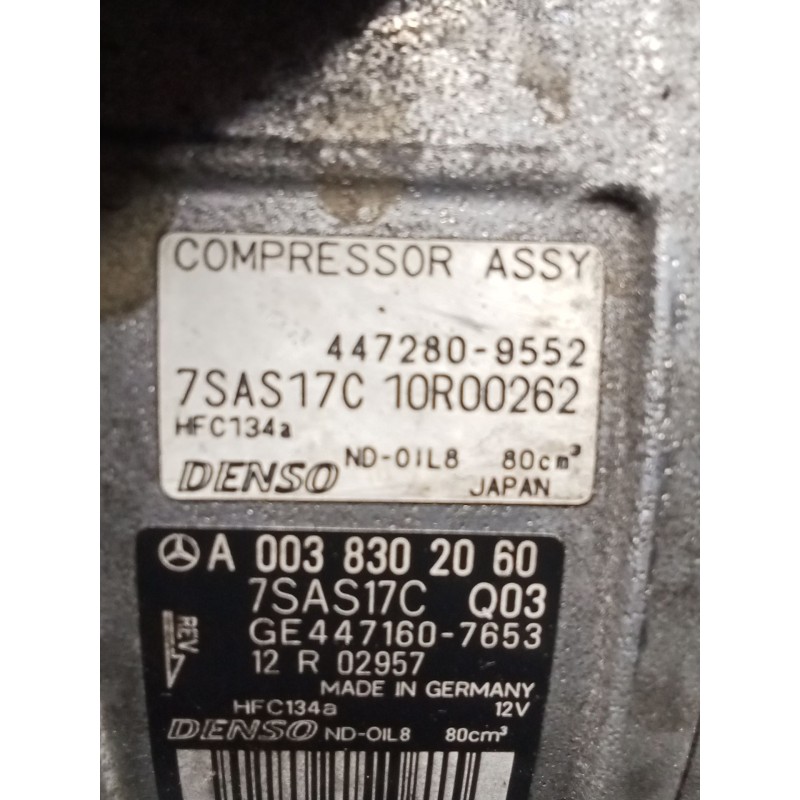 COMPRESSOR ASSY
447280-9552
7SAS17C 10R00262
HFC134a
ND-OIL8 80cm³
DENSO JAPAN
A 003 830 20 60
7SAS17C Q03
REV.
GE447160-7653
12 R 02957
MADE IN GERMANY
HFC134a 12V
DENSO ND-OIL8 80cm³